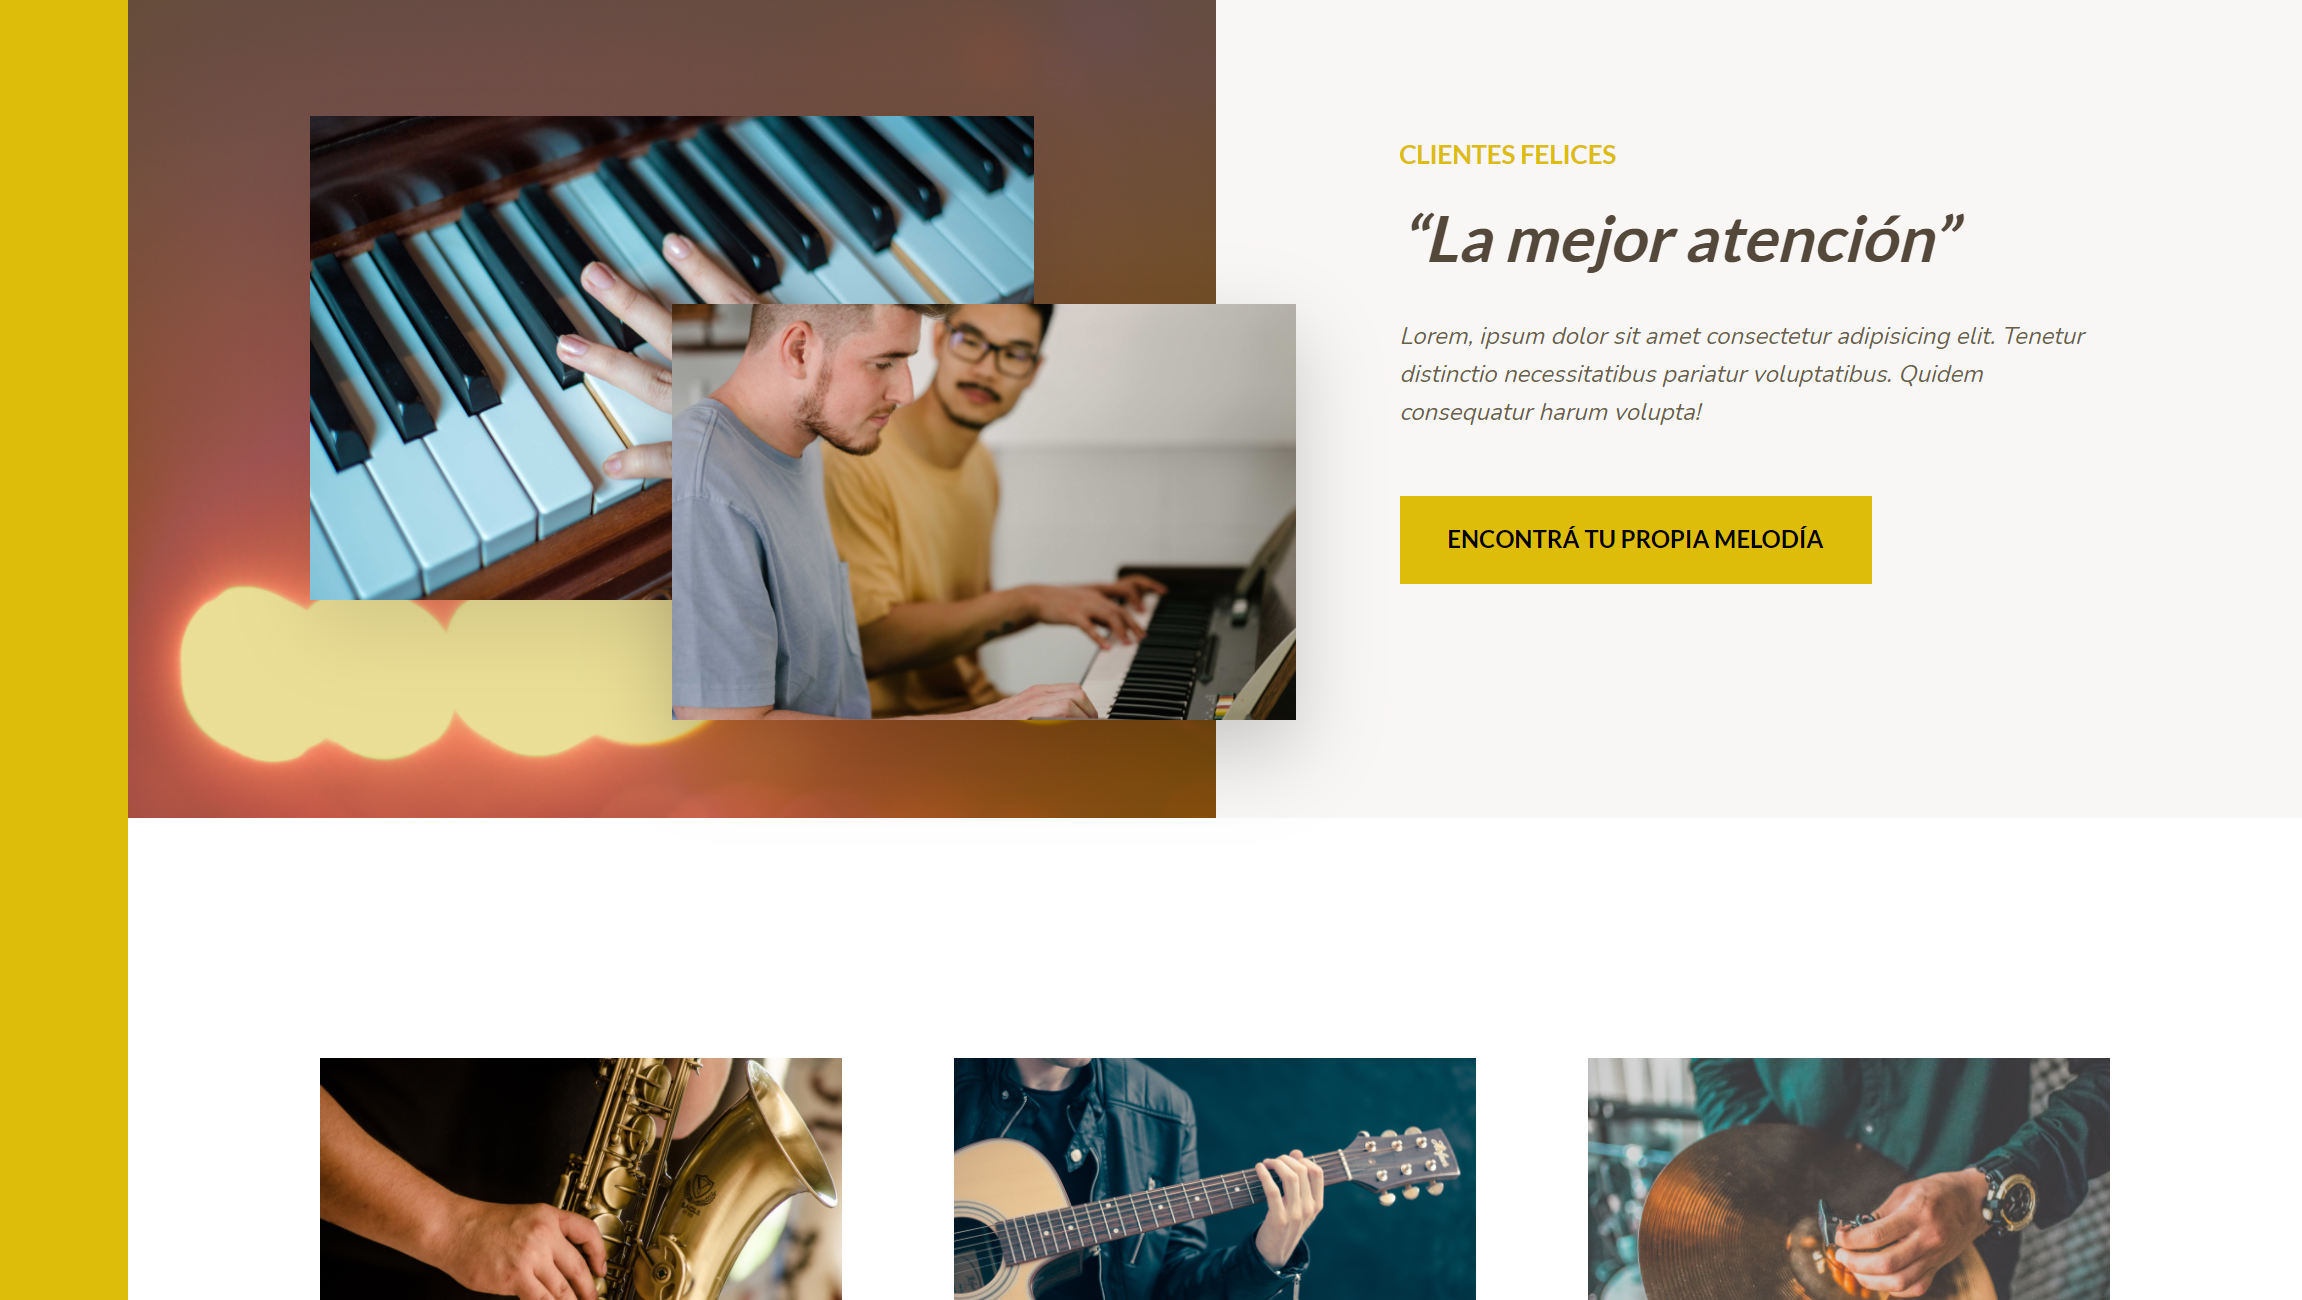 CLIENTES FELICES
“La mejor atención”
Lorem, ipsum dolor sit amet consectetur adipisicing elit. Tenetur
distinctio necessitatibus pariatur voluptatibus. Quidem
consequatur harum volupta!
ENCONTRÁ TU PROPIA MELODÍA